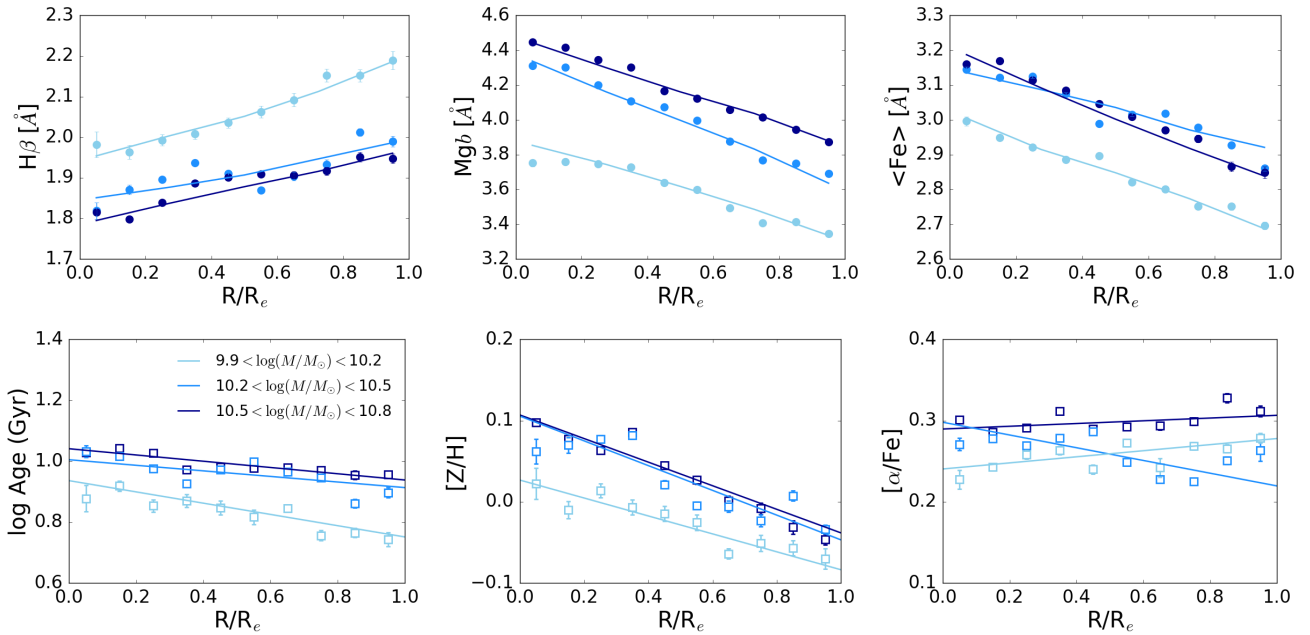 2.3
2.2
2.1
2.0
1.9
1.8
1.7
0.0 0.2 0.4 0.6 0.8 1.0
Hβ [Å]
R/Rₑ
4.6
4.4
4.2
4.0
3.8
3.6
3.4
3.2
0.0 0.2 0.4 0.6 0.8 1.0
Mgb [Å]
R/Rₑ
3.3
3.2
3.1
3.0
2.9
2.8
2.7
2.6
0.0 0.2 0.4 0.6 0.8 1.0
<Fe> [Å]
R/Rₑ
1.4
1.2
1.0
0.8
0.6
0.0 0.2 0.4 0.6 0.8 1.0
log Age (Gyr)
R/Rₑ
9.9 < log(M/M⊙) < 10.2
10.2 < log(M/M⊙) < 10.5
10.5 < log(M/M⊙) < 10.8
0.2
0.1
0.0
−0.1
0.0 0.2 0.4 0.6 0.8 1.0
[Z/H]
R/Rₑ
0.4
0.3
0.2
0.1
0.0 0.2 0.4 0.6 0.8 1.0
[α/Fe]
R/Rₑ